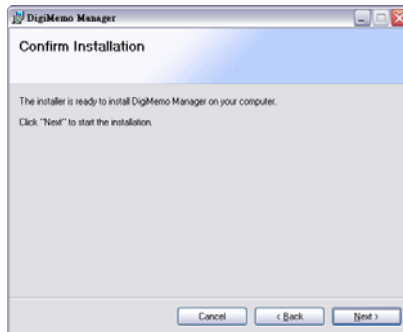 DigiMemo Manager
Confirm Installation
The installer is ready to install DigiMemo Manager on your computer.
Click "Next" to start the installation.
Cancel
< Back
Next >